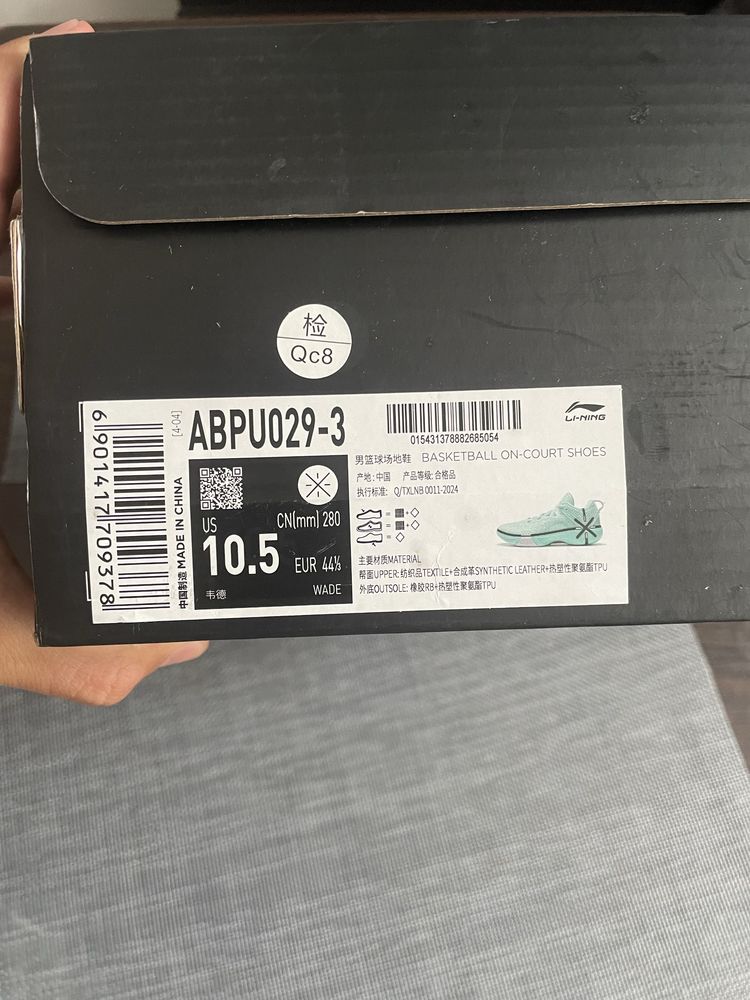 检
Qc8
6 901417 709378
[4-04]
中国制造 MADE IN CHINA
ABPU029-3
015431378882685054
LI-NING
男篮球场地鞋 BASKETBALL ON-COURT SHOES
产地:中国 产品等级:合格品
执行标准: Q/TXLNB 0011-2024
US
CN(mm) 280
10.5
EUR 44⅓
韦德
WADE
主要材质MATERIAL
帮面UPPER:纺织品TEXTILE+合成革SYNTHETIC LEATHER+热塑性聚氨酯TPU
外底OUTSOLE: 橡胶RB+热塑性聚氨酯TPU